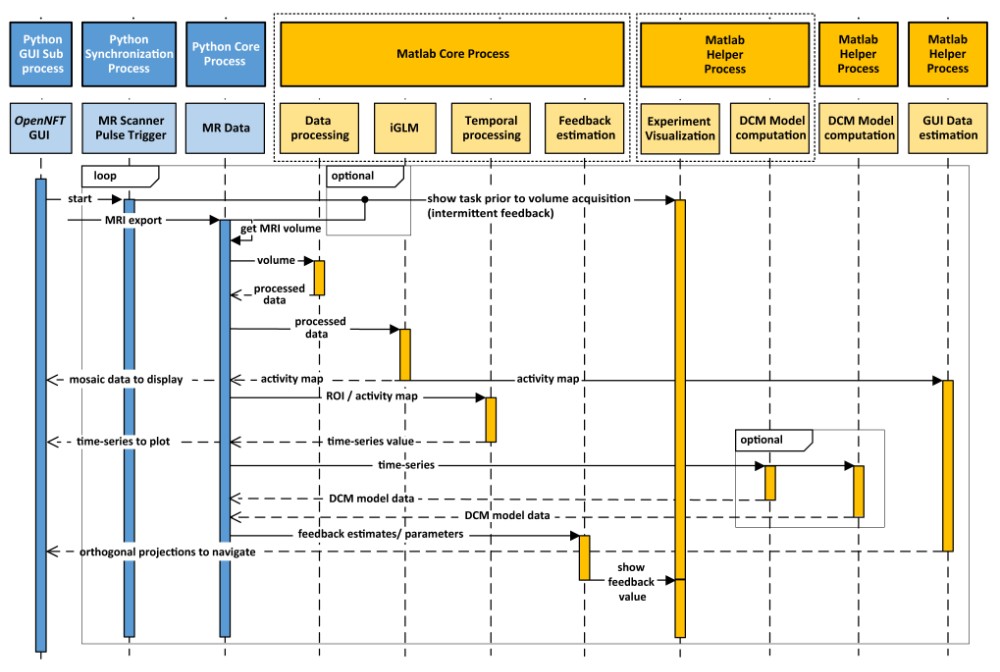 Python
GUI Sub
process
Python
Synchronization
Process
Python Core
Process
Matlab Core Process
Matlab
Helper
Process
Matlab
Helper
Process
Matlab
Helper
Process
OpenNFT
GUI
MR Scanner
Pulse Trigger
MR Data
Data
processing
iGLM
Temporal
processing
Feedback
estimation
Experiment
Visualization
DCM Model
computation
DCM Model
computation
GUI Data
estimation
loop
optional
start
show task prior to volume acquisition
(intermittent feedback)
MRI export
get MRI volume
volume
processed
data
processed
data
mosaic data to display
activity map
activity map
ROI / activity map
time-series to plot
time-series value
optional
time-series
DCM model data
DCM model data
feedback estimates/ parameters
orthogonal projections to navigate
show
feedback
value